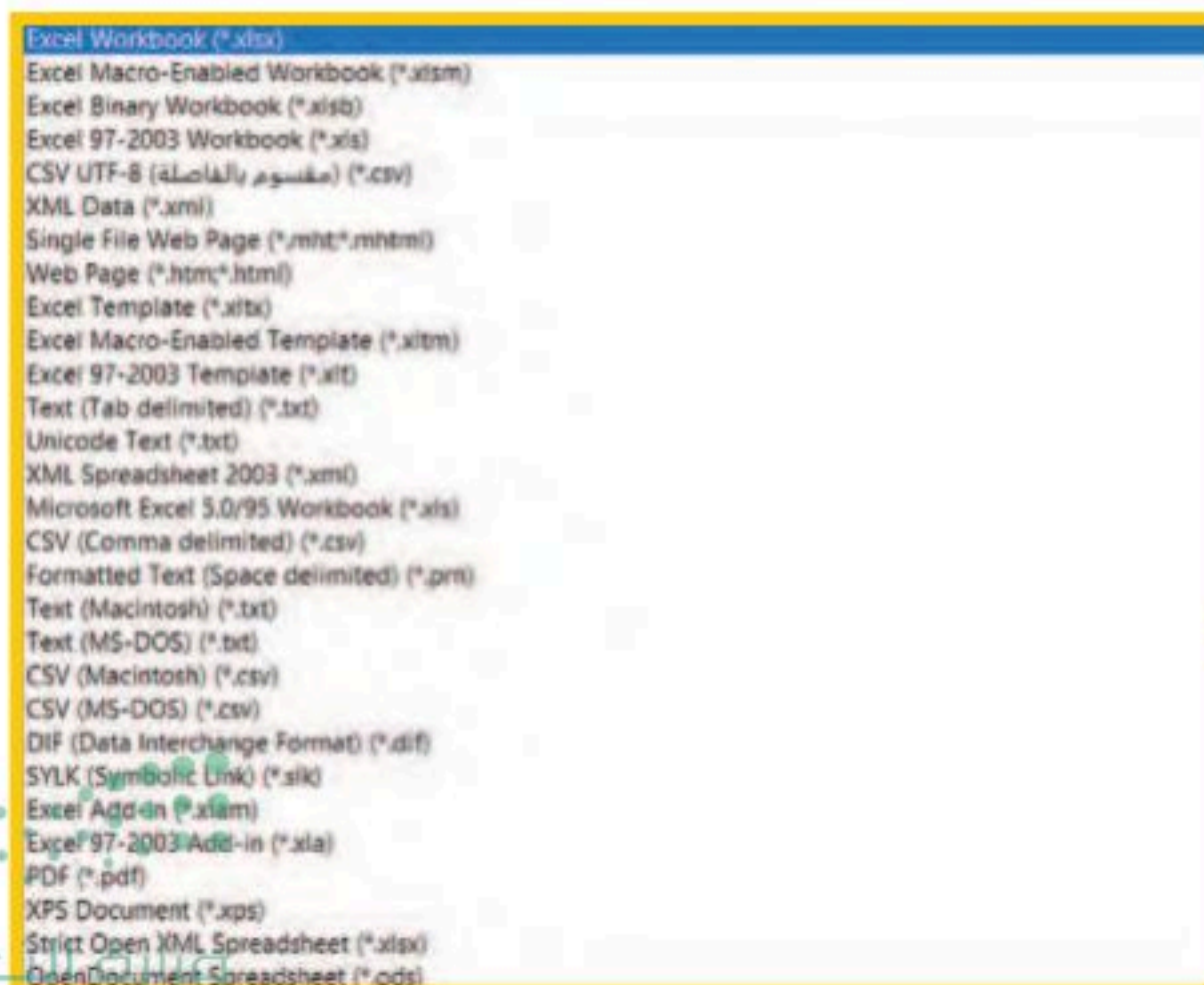 Excel Workbook (*.xlsx)
Excel Macro-Enabled Workbook (*.xlsm)
Excel Binary Workbook (*.xlsb)
Excel 97-2003 Workbook (*.xls)
CSV UTF-8 (مقسوم بالفاصلة) (*.csv)
XML Data (*.xml)
Single File Web Page (*.mht;*.mhtml)
Web Page (*.htm;*.html)
Excel Template (*.xltx)
Excel Macro-Enabled Template (*.xltm)
Excel 97-2003 Template (*.xlt)
Text (Tab delimited) (*.txt)
Unicode Text (*.txt)
XML Spreadsheet 2003 (*.xml)
Microsoft Excel 5.0/95 Workbook (*.xls)
CSV (Comma delimited) (*.csv)
Formatted Text (Space delimited) (*.prn)
Text (Macintosh) (*.txt)
Text (MS-DOS) (*.txt)
CSV (Macintosh) (*.csv)
CSV (MS-DOS) (*.csv)
DIF (Data Interchange Format) (*.dif)
SYLK (Symbolic Link) (*.slk)
Excel Add-in (*.xlam)
Excel 97-2003 Add-in (*.xla)
PDF (*.pdf)
XPS Document (*.xps)
Strict Open XML Spreadsheet (*.xlsx)
OpenDocument Spreadsheet (*.ods)